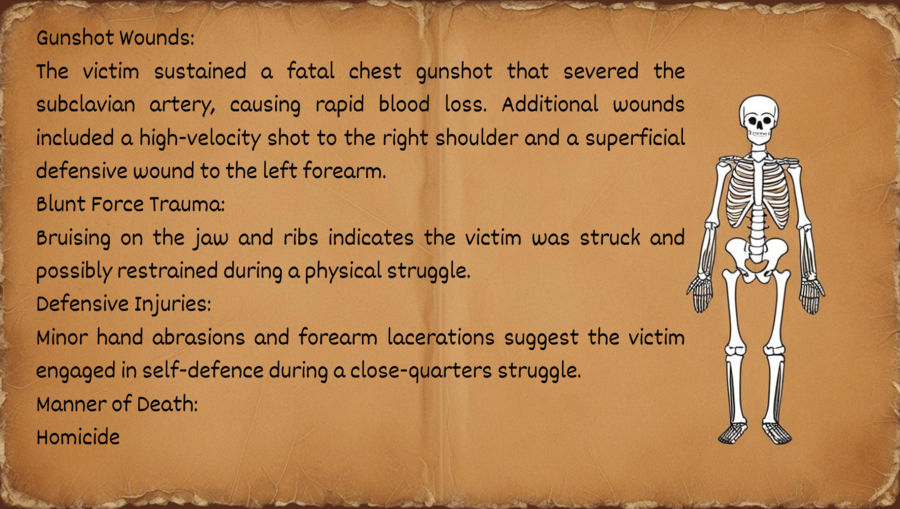 Gunshot Wounds:
The victim sustained a fatal chest gunshot that severed the
subclavian artery, causing rapid blood loss. Additional wounds
included a high-velocity shot to the right shoulder and a superficial
defensive wound to the left forearm.
Blunt Force Trauma:
Bruising on the jaw and ribs indicates the victim was struck and
possibly restrained during a physical struggle.
Defensive Injuries:
Minor hand abrasions and forearm lacerations suggest the victim
engaged in self-defence during a close-quarters struggle.
Manner of Death:
Homicide